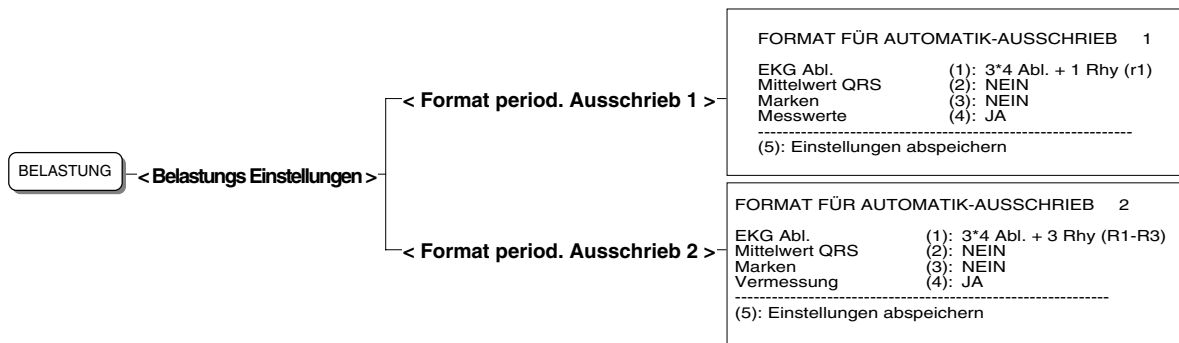 BELASTUNG
< Belastungs Einstellungen >
< Format period. Ausschrieb 1 >
FORMAT FÜR AUTOMATIK-AUSSCHRIEB 1
EKG Abl. (1): 3*4 Abl. + 1 Rhy (r1)
Mittelwert QRS (2): NEIN
Marken (3): NEIN
Messwerte (4): JA
--------------------------------------------------------------
(5): Einstellungen abspeichern
< Format period. Ausschrieb 2 >
FORMAT FÜR AUTOMATIK-AUSSCHRIEB 2
EKG Abl. (1): 3*4 Abl. + 3 Rhy (R1-R3)
Mittelwert QRS (2): NEIN
Marken (3): NEIN
Vermessung (4): JA
--------------------------------------------------------------
(5): Einstellungen abspeichern